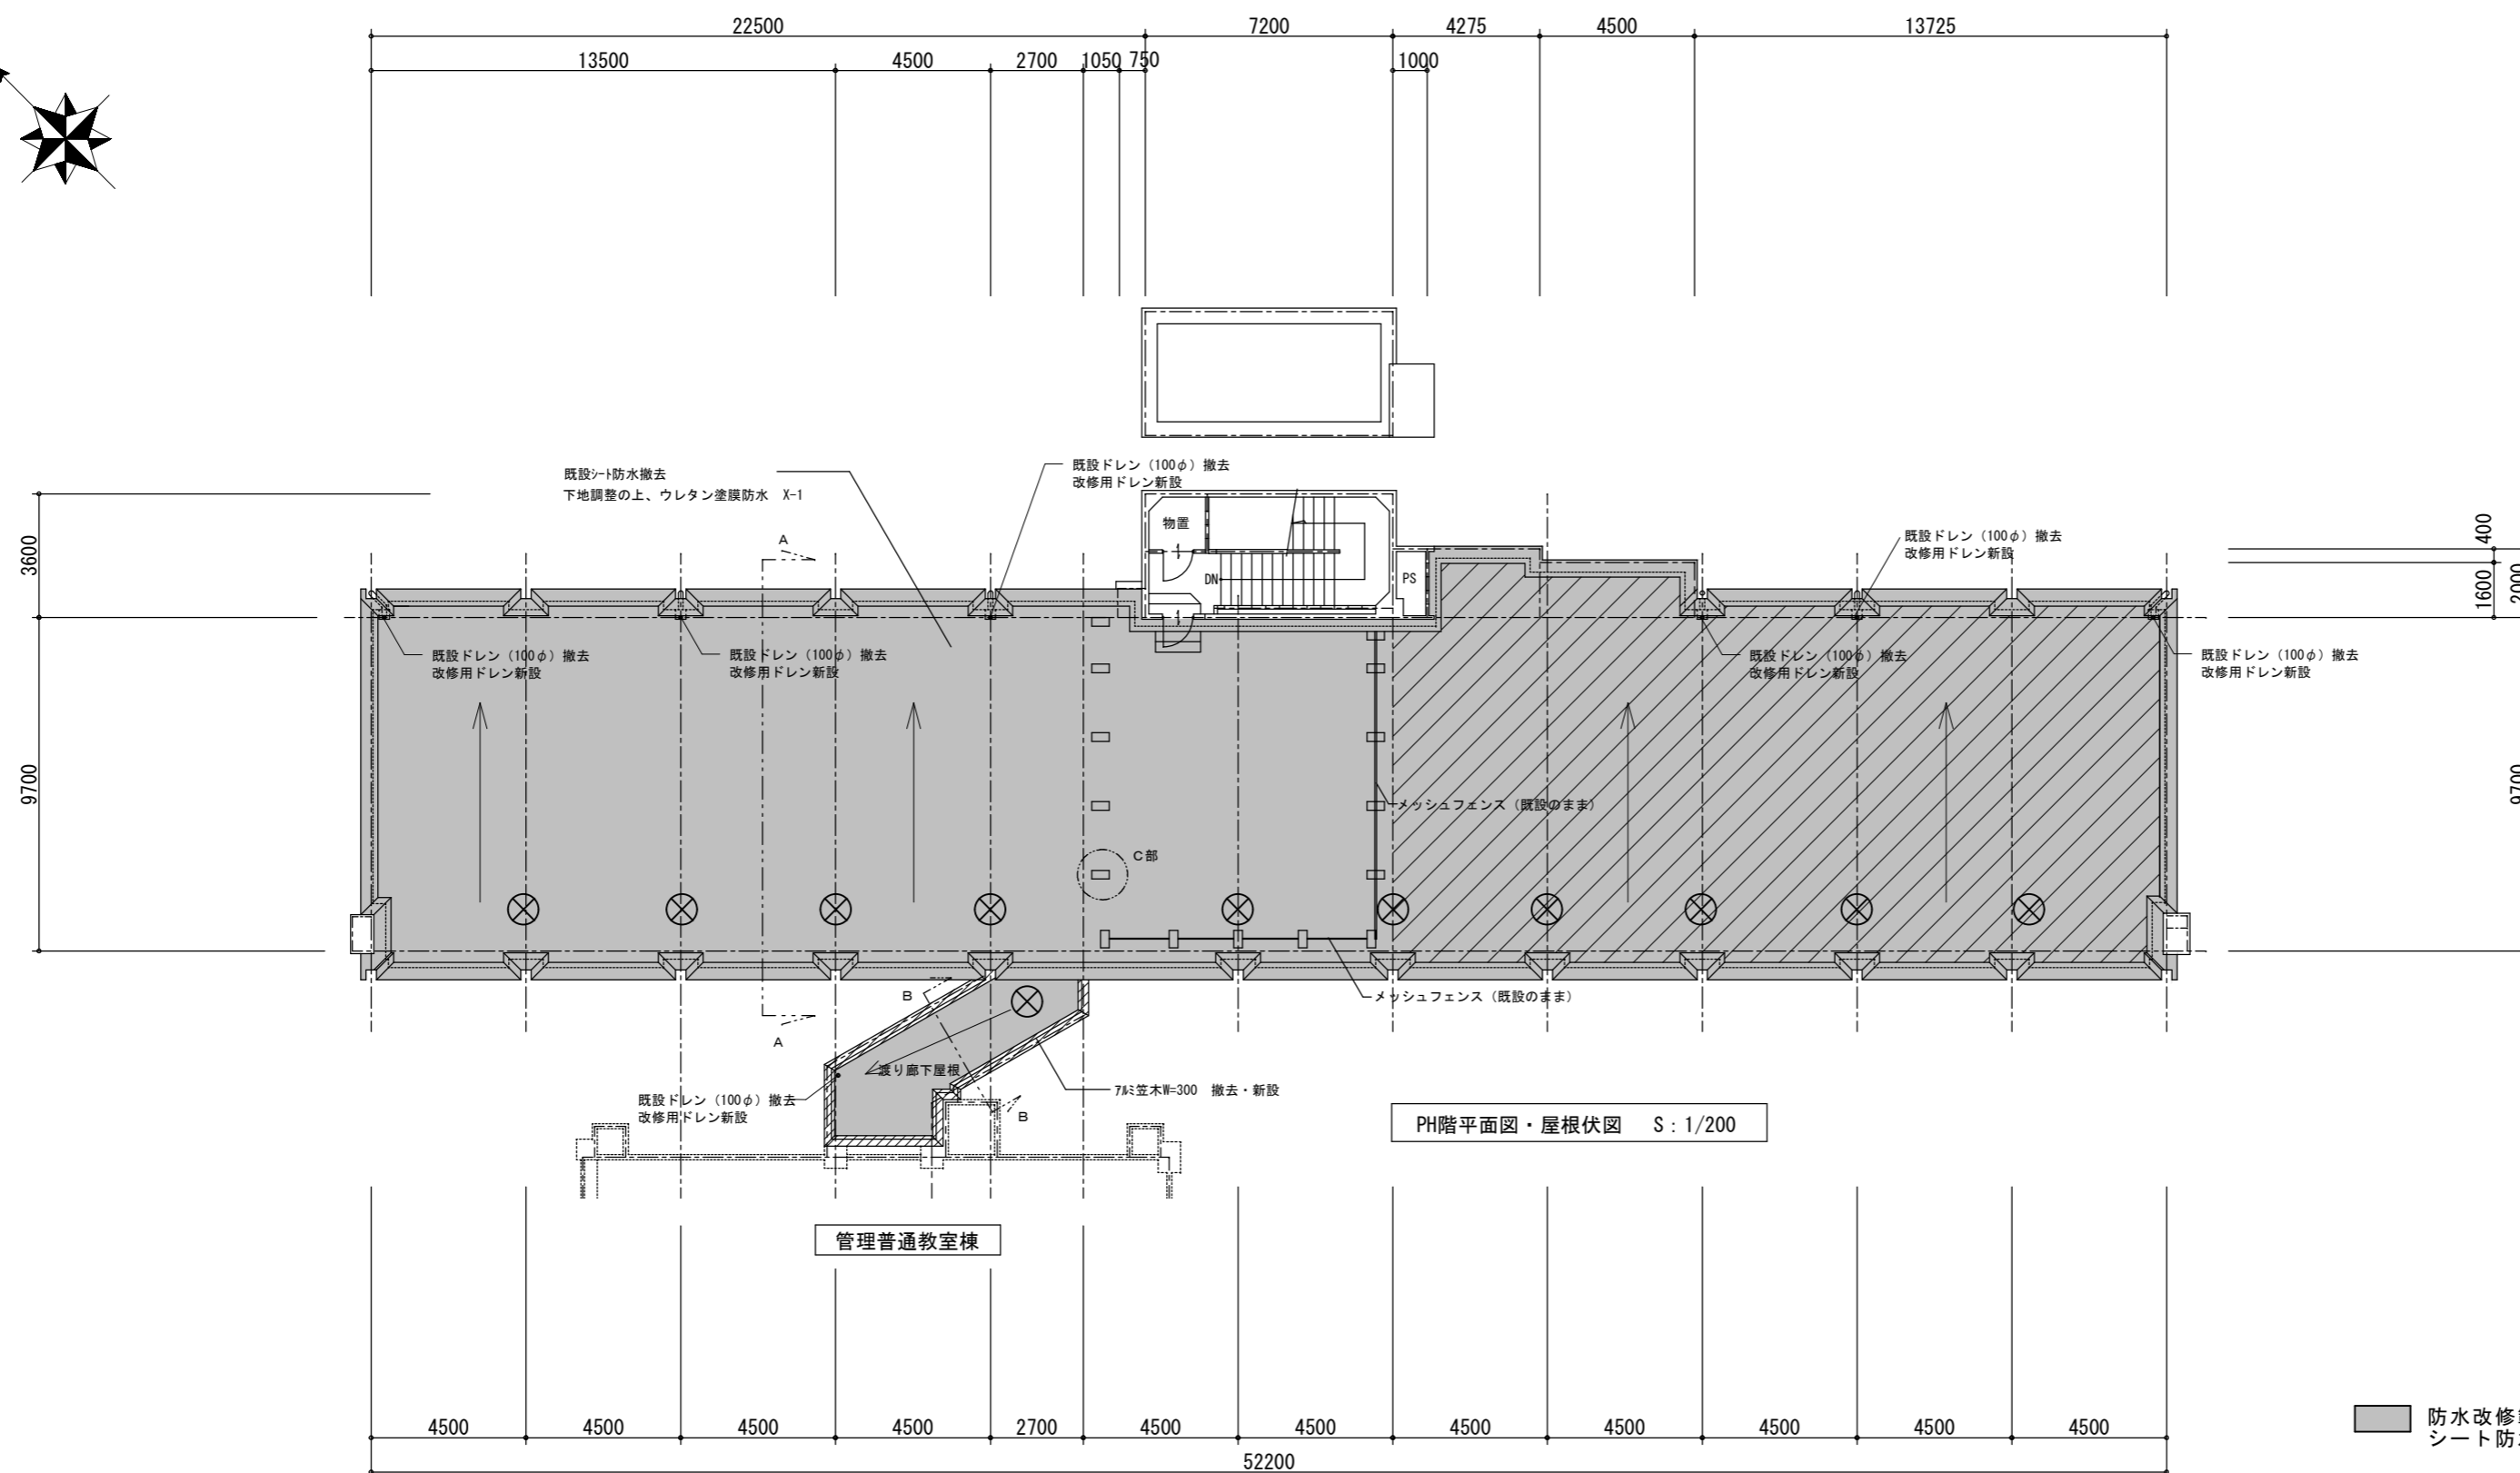 22500
7200
4275
4500
13725
13500
4500
2700
1050
750
1000
既設シート防水撤去
下地調整の上、ウレタン塗膜防水 X-1
既設ドレン（100φ）撤去
改修用ドレン新設
物置
DN
PS
既設ドレン（100φ）撤去
改修用ドレン新設
3600
400
1600
2000
A
既設ドレン（100φ）撤去
改修用ドレン新設
既設ドレン（100φ）撤去
改修用ドレン新設
既設ドレン（100φ）撤去
改修用ドレン新設
既設ドレン（100φ）撤去
改修用ドレン新設
9700
9700
メッシュフェンス（既設のまま）
C部
B
メッシュフェンス（既設のまま）
A
渡り廊下屋根
既設ドレン（100φ）撤去
改修用ドレン新設
アルミ笠木W=300 撤去・新設
B
PH階平面図・屋根伏図 S：1/200
管理普通教室棟
4500
4500
4500
4500
2700
4500
4500
4500
4500
4500
4500
4500
52200
防水改修
シート防